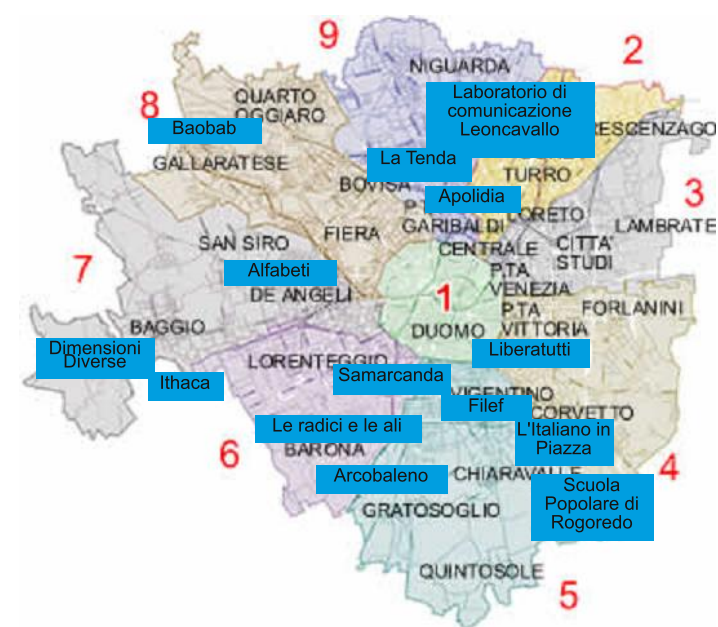 9
2
NIGUARDA
8
QUARTO
OGGIARO
Laboratorio di
comunicazione
Leoncavallo
Baobab
RESCENZAGO
GALLARATESE
La Tenda
BOVISA
TURRO
3
Apolidia
P.TA
GARIBALDI
LORETO
LAMBRATE
FIERA
SAN SIRO
CENTRALE
CITTA'
STUDI
7
Alfabeti
P.TA
VENEZIA
DE ANGELI
1
P.TA
VITTORIA
FORLANINI
BAGGIO
DUOMO
Dimensioni
Diverse
Liberatutti
LORENTEGGIO
Ithaca
Samarcanda
VIGENTINO
Filef
CORVETTO
Le radici e le ali
L'Italiano in
Piazza
6
BARONA
Arcobaleno
CHIARAVALLE
4
Scuola
Popolare di
Rogoredo
GRATOSOGLIO
QUINTOSOLE
5